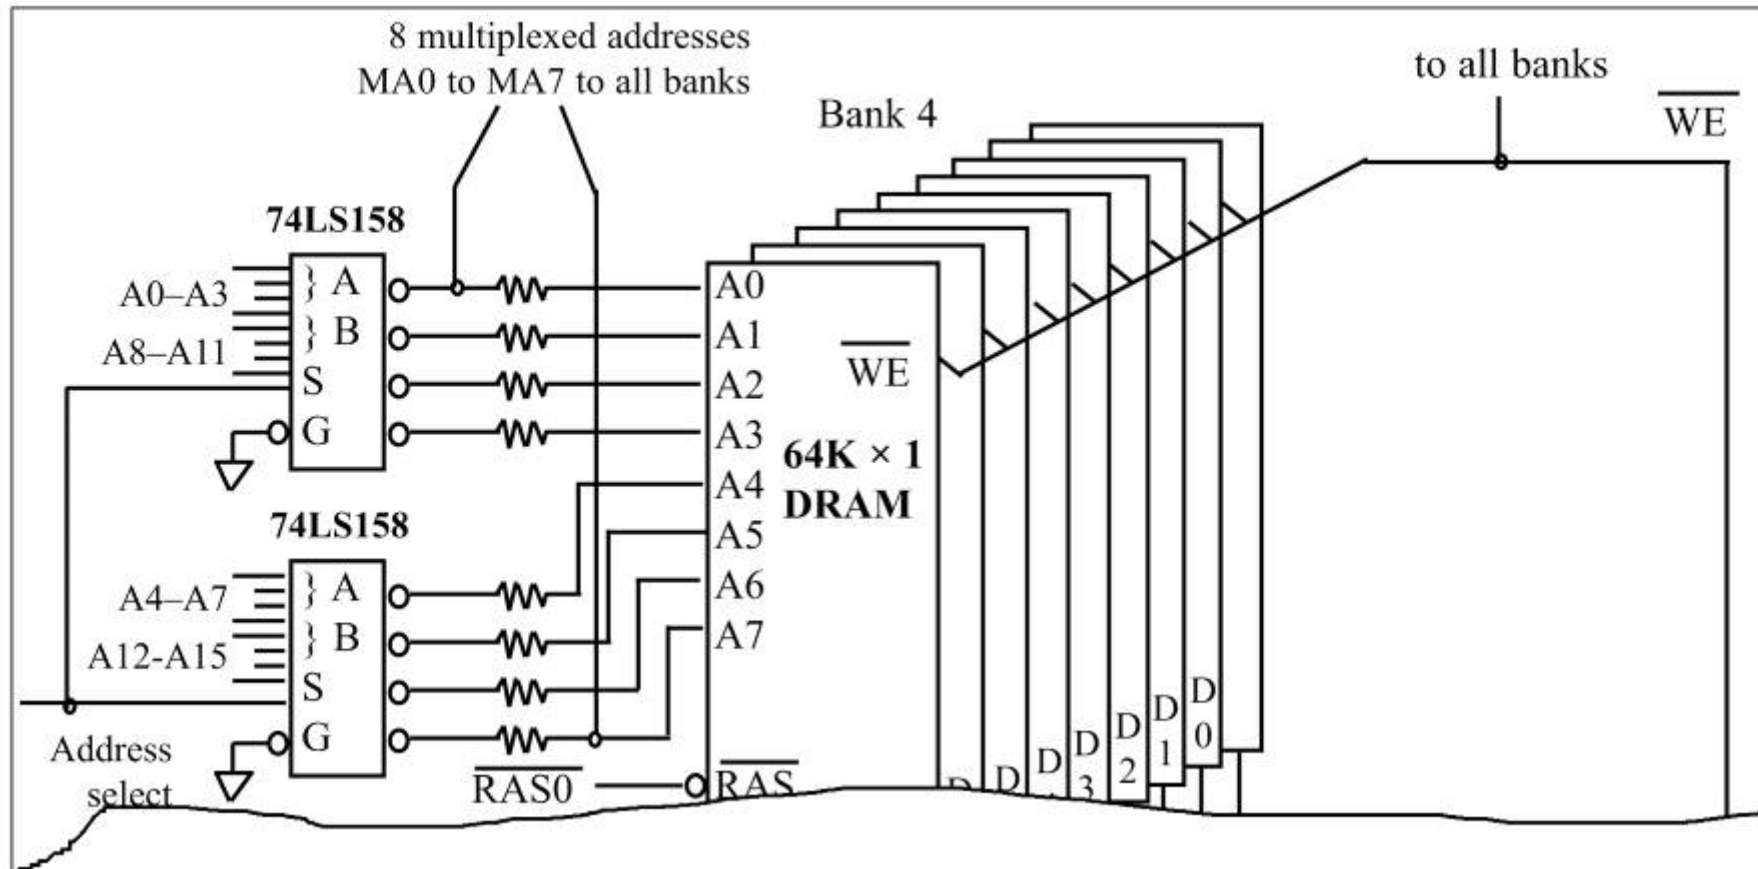 8 multiplexed addresses
MA0 to MA7 to all banks
to all banks
Bank 4
WE
74LS158
A0–A3
A8–A11
A
B
S
G
A0
A1
A2
A3
A4
A5
A6
A7
WE
64K × 1
DRAM
74LS158
A4–A7
A12-A15
A
B
S
G
Address
select
RAS0
RAS
D
D
D
D
3
D
2
D
1
D
0